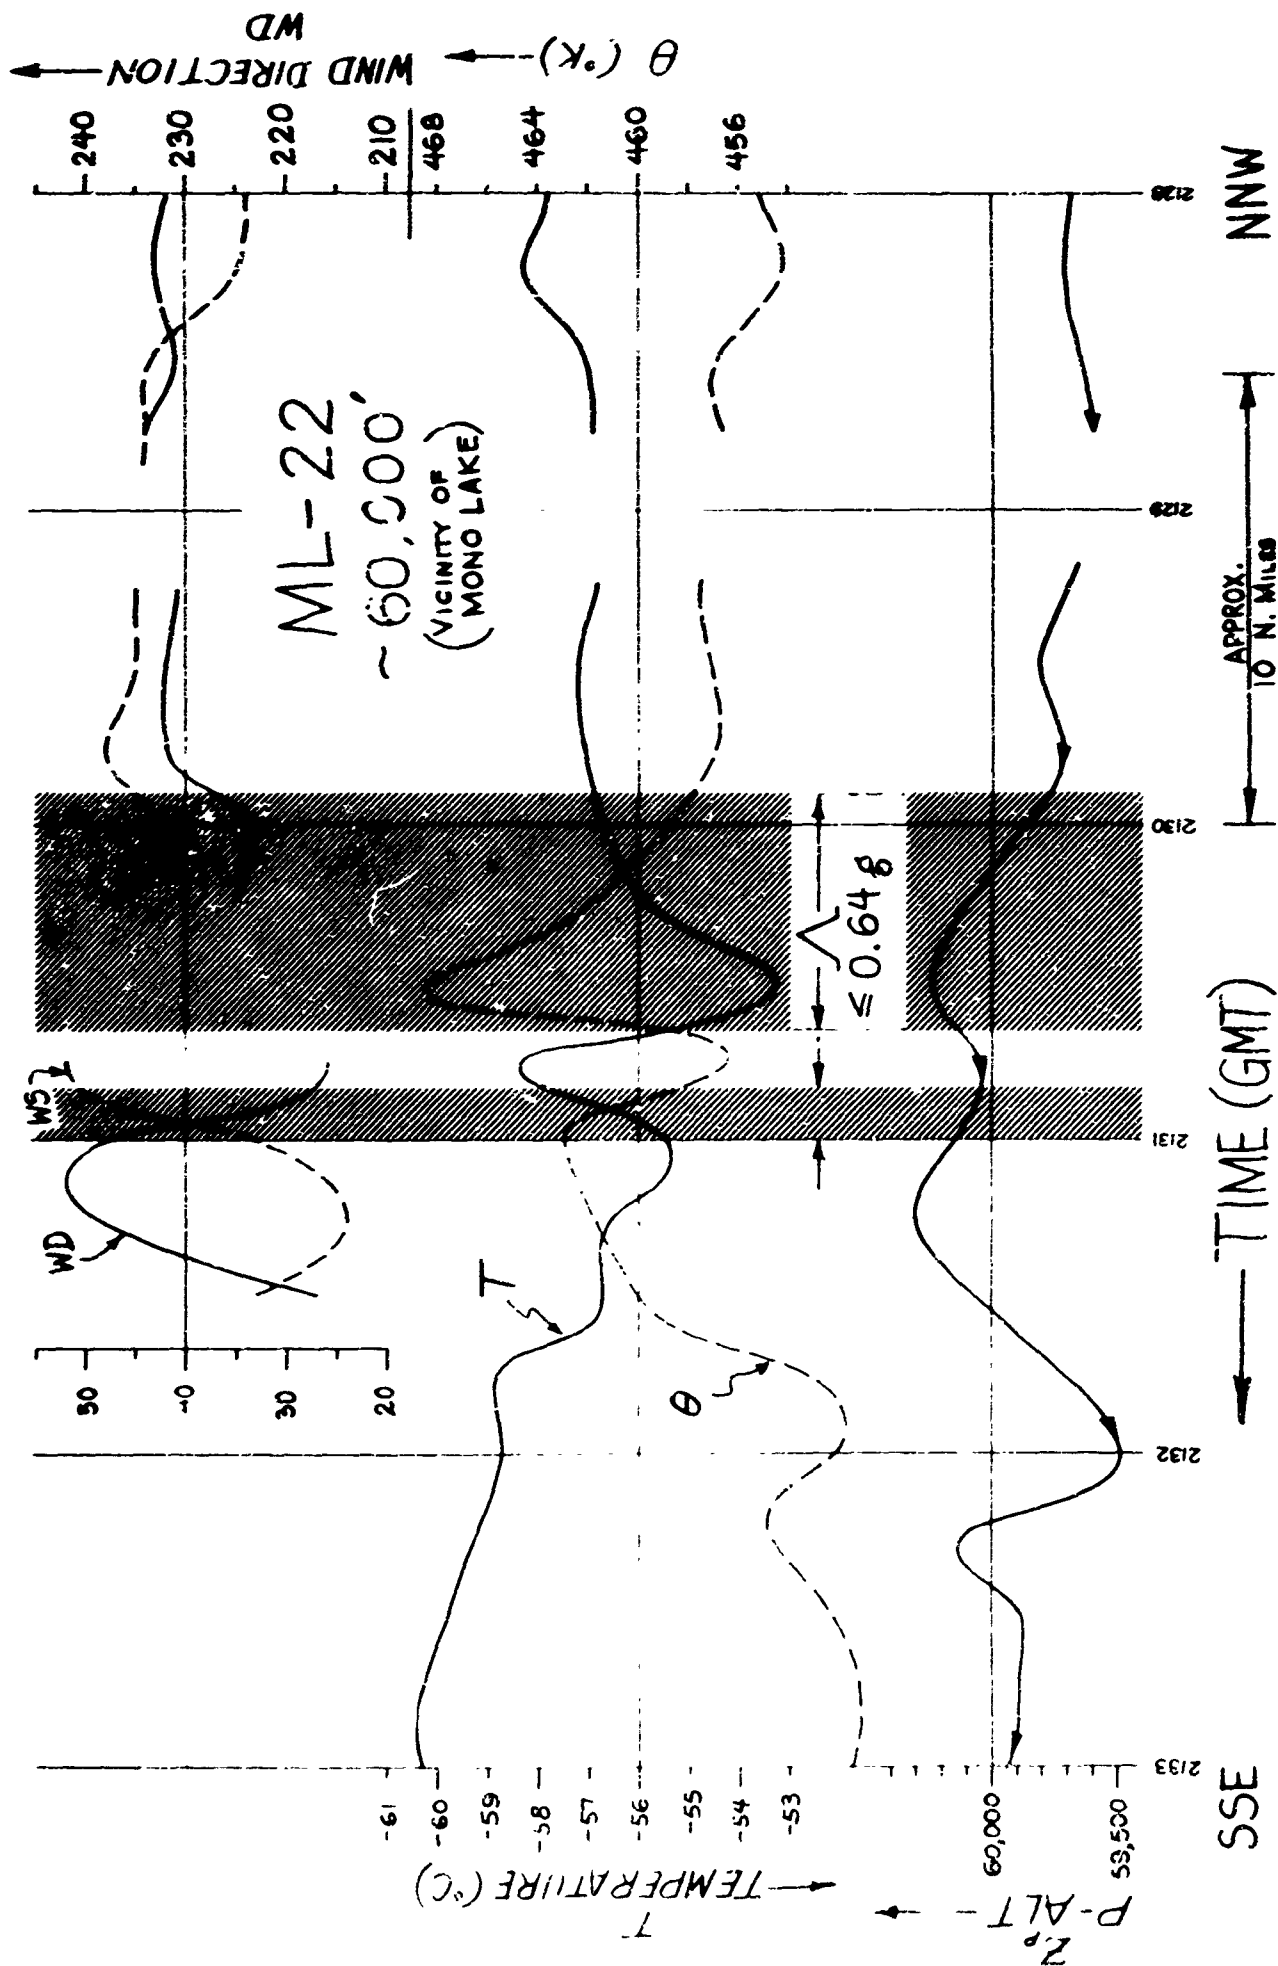 ML-22
~60,000'
(VICINITY OF
MONO LAKE)
WIND DIRECTION
WD
240
230
220
210
θ (°K)
468
464
460
456
WS
WD
50
40
30
20
T
θ
≤ 0.64 g
T
TEMPERATURE (°C)
-61
-60
-59
-58
-57
-56
-55
-54
-53
Zp
P-ALT
60,000
59,500
2133
2132
2131
2130
2129
2128
SSE
TIME (GMT)
APPROX.
10 N. MILES
NNW